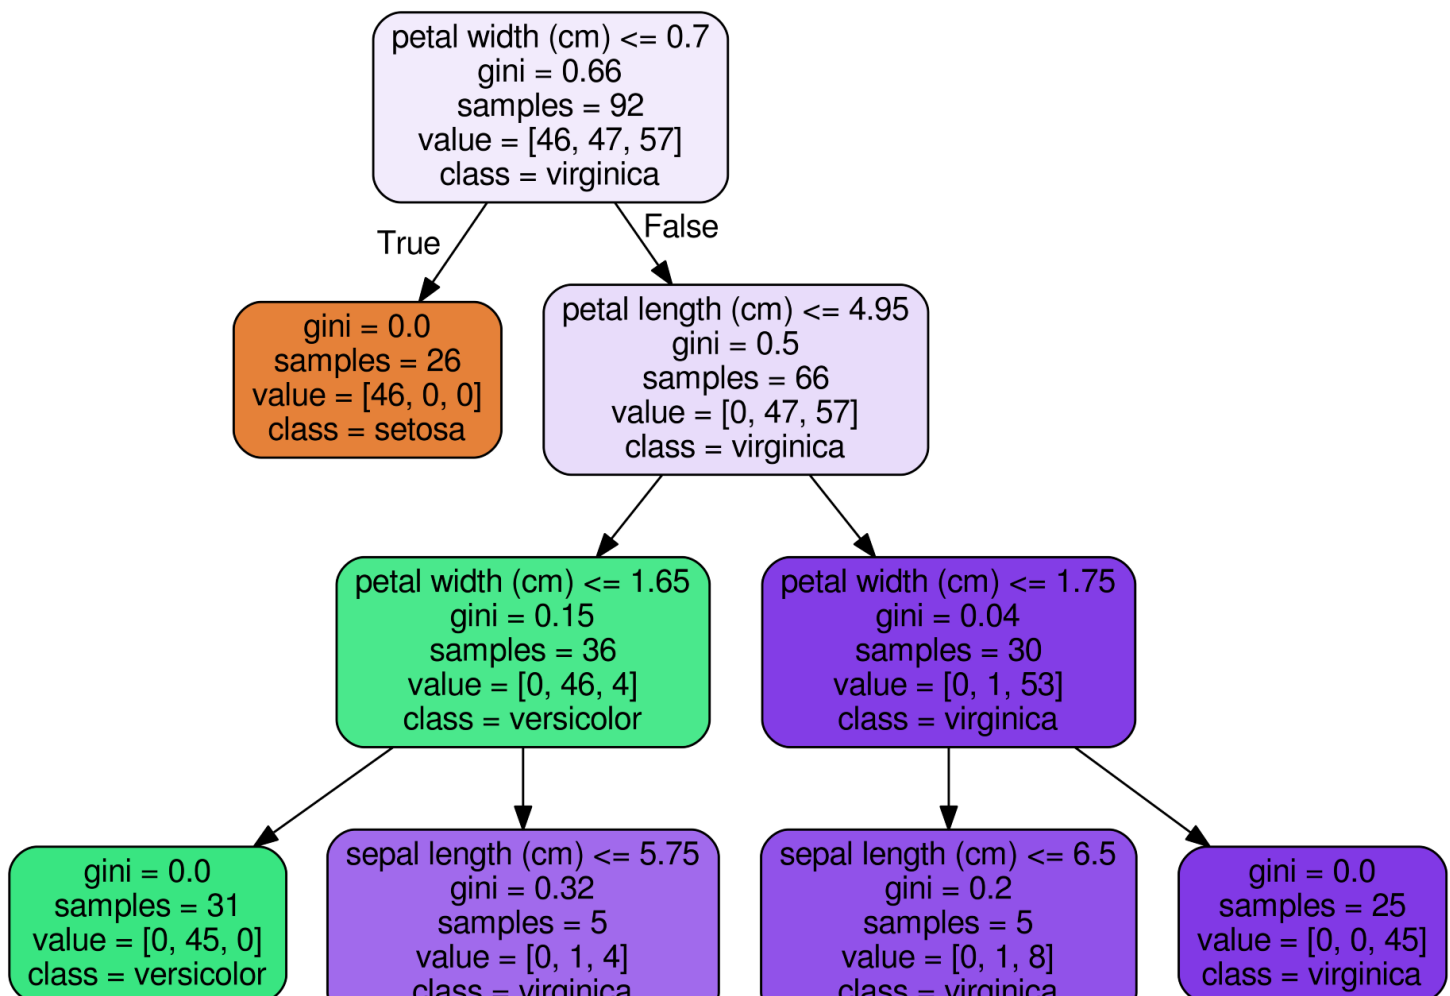 petal width (cm) <= 0.7
gini = 0.66
samples = 92
value = [46, 47, 57]
class = virginica
True
False
gini = 0.0
samples = 26
value = [46, 0, 0]
class = setosa
petal length (cm) <= 4.95
gini = 0.5
samples = 66
value = [0, 47, 57]
class = virginica
petal width (cm) <= 1.65
gini = 0.15
samples = 36
value = [0, 46, 4]
class = versicolor
petal width (cm) <= 1.75
gini = 0.04
samples = 30
value = [0, 1, 53]
class = virginica
gini = 0.0
samples = 31
value = [0, 45, 0]
class = versicolor
sepal length (cm) <= 5.75
gini = 0.32
samples = 5
value = [0, 1, 4]
class = virginica
sepal length (cm) <= 6.5
gini = 0.2
samples = 5
value = [0, 1, 8]
class = virginica
gini = 0.0
samples = 25
value = [0, 0, 45]
class = virginica